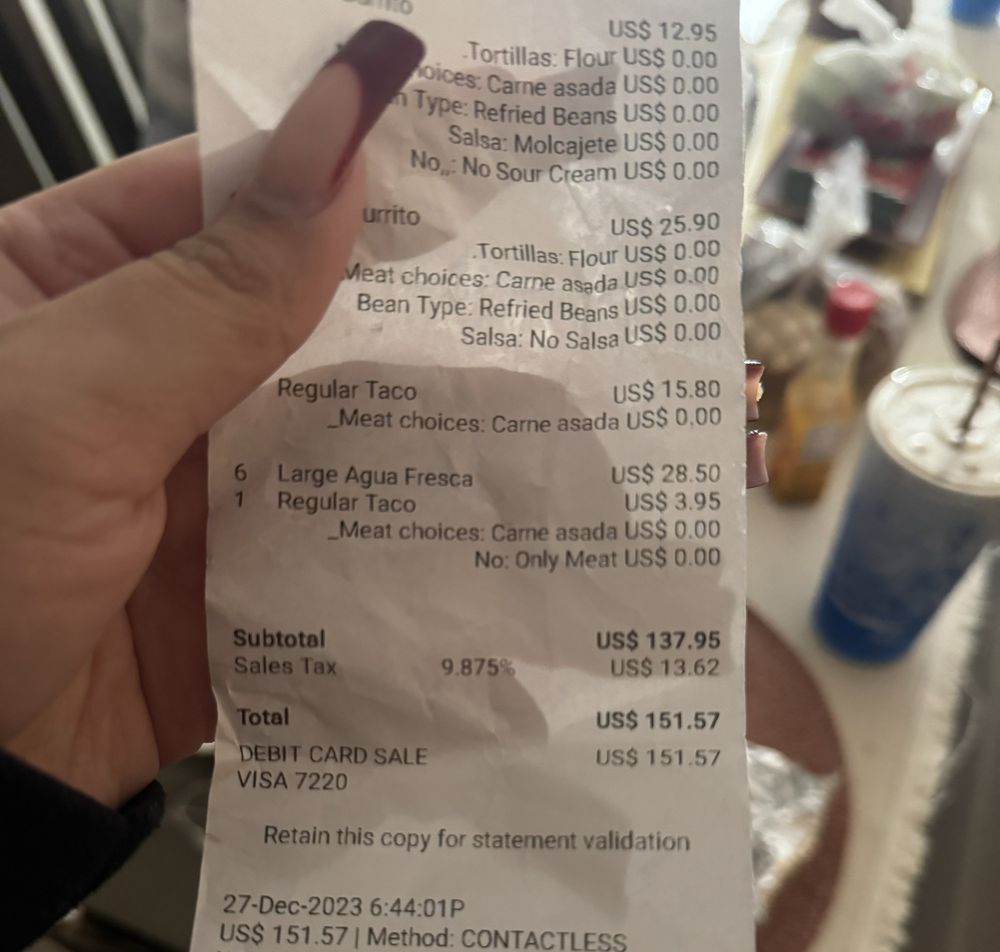 US$ 12.95
.Tortillas: Flour US$ 0.00
Carne asada US$ 0.00
Type: Refried Beans US$ 0.00
Salsa: Molcajete US$ 0.00
No,,: No Sour Cream US$ 0.00
urrito US$ 25.90
.Tortillas: Flour US$ 0.00
Meat choices: Carne asada US$ 0.00
Bean Type: Refried Beans US$ 0.00
Salsa: No Salsa US$ 0.00
Regular Taco US$ 15.80
_Meat choices: Carne asada US$ 0.00
6 Large Agua Fresca US$ 28.50
1 Regular Taco US$ 3.95
_Meat choices: Carne asada US$ 0.00
No: Only Meat US$ 0.00
Subtotal US$ 137.95
Sales Tax 9.875% US$ 13.62
Total US$ 151.57
DEBIT CARD SALE US$ 151.57
VISA 7220
Retain this copy for statement validation
27-Dec-2023 6:44:01P
US$ 151.57 | Method: CONTACTLESS